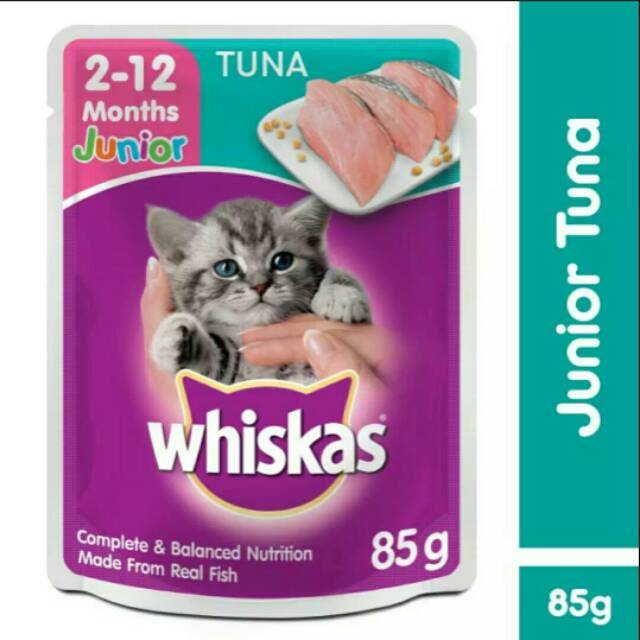 2-12
Months
Junior
TUNA
whiskas
Complete & Balanced Nutrition
Made From Real Fish
85g
Junior Tuna
85g